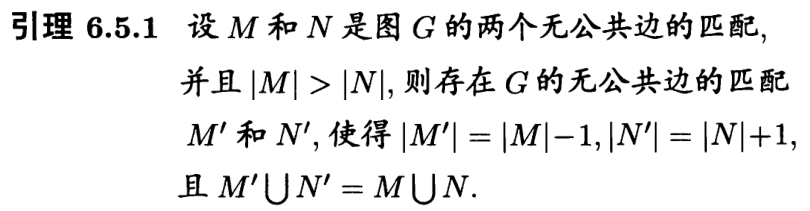 引理 6.5.1 设 M 和 N 是图 G 的两个无公共边的匹配,
并且 |M| > |N|, 则存在 G 的无公共边的匹配
M′ 和 N′, 使得 |M′| = |M|−1, |N′| = |N|+1,
且 M′⋃N′ = M⋃N.